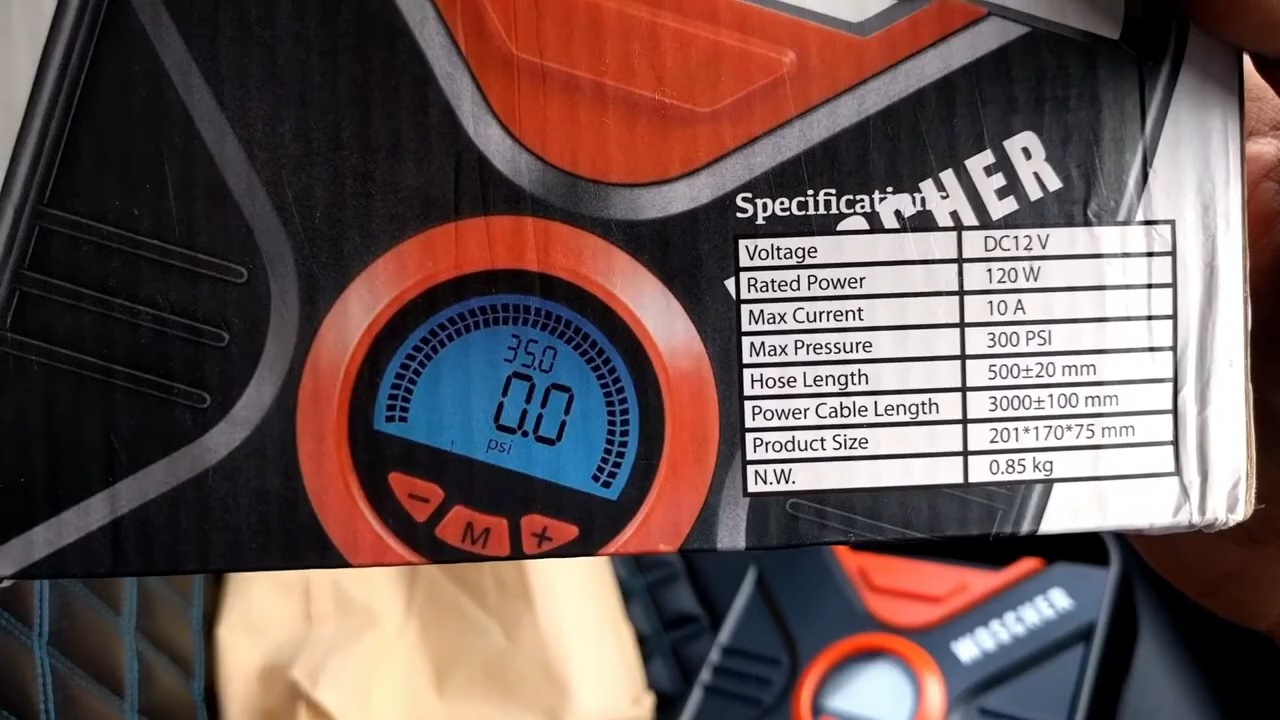 Specification
CHER
Voltage DC12 V
Rated Power 120 W
Max Current 10 A
Max Pressure 300 PSI
Hose Length 500±20 mm
Power Cable Length 3000±100 mm
Product Size 201*170*75 mm
N.W. 0.85 kg
35.0
0.0
psi
− M +
WOSCHER